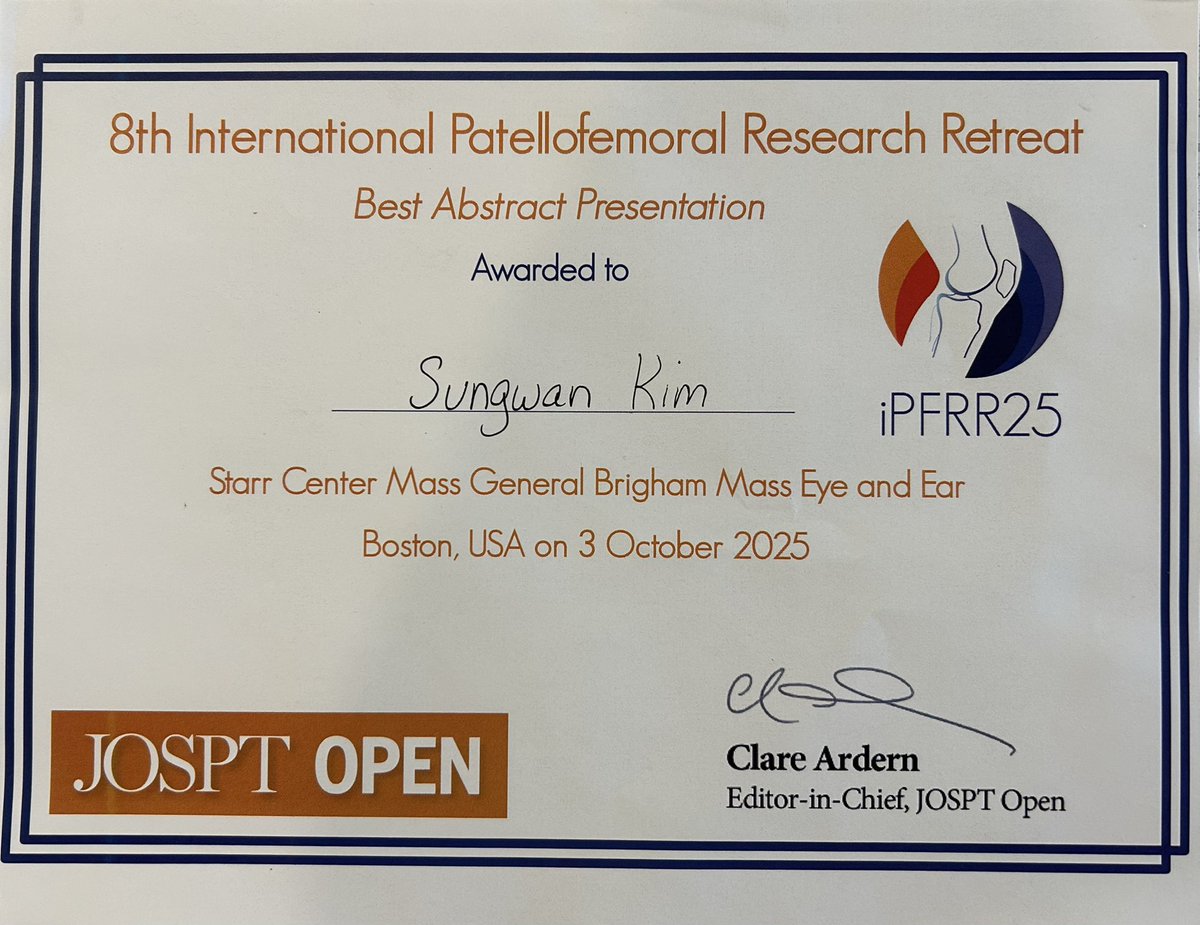 8th International Patellofemoral Research Retreat
Best Abstract Presentation
Awarded to
Sungwan Kim
iPFRR25
Starr Center Mass General Brigham Mass Eye and Ear
Boston, USA on 3 October 2025
JOSPT OPEN
Clare Ardern
Editor-in-Chief, JOSPT Open